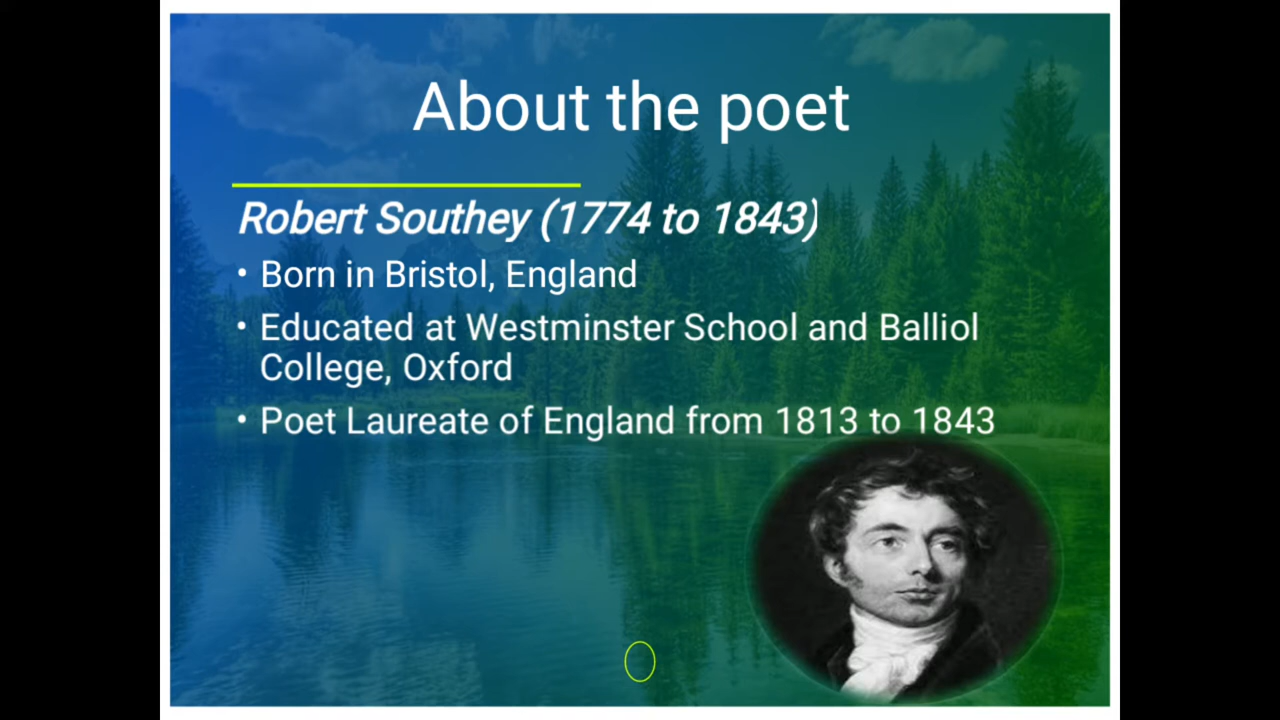 About the poet
Robert Southey (1774 to 1843)
• Born in Bristol, England
• Educated at Westminster School and Balliol
College, Oxford
• Poet Laureate of England from 1813 to 1843